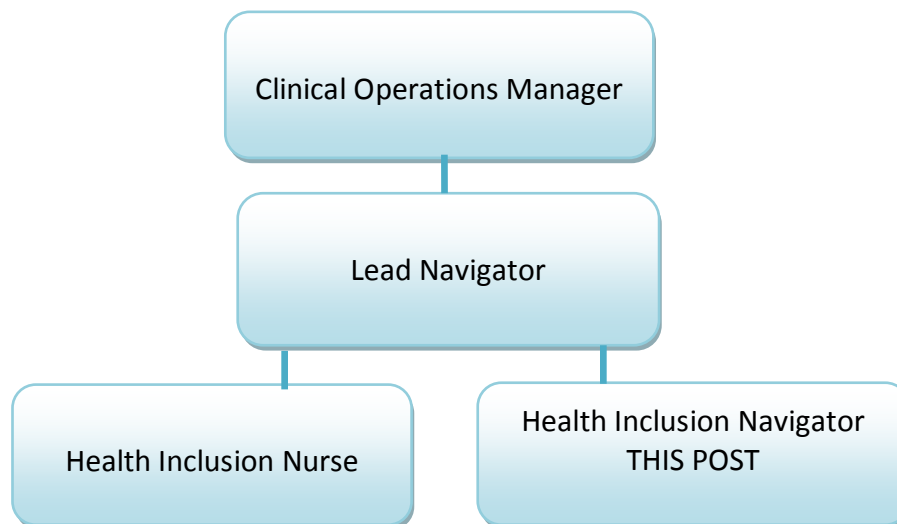 Clinical Operations Manager
Lead Navigator
Health Inclusion Nurse
Health Inclusion Navigator
THIS POST